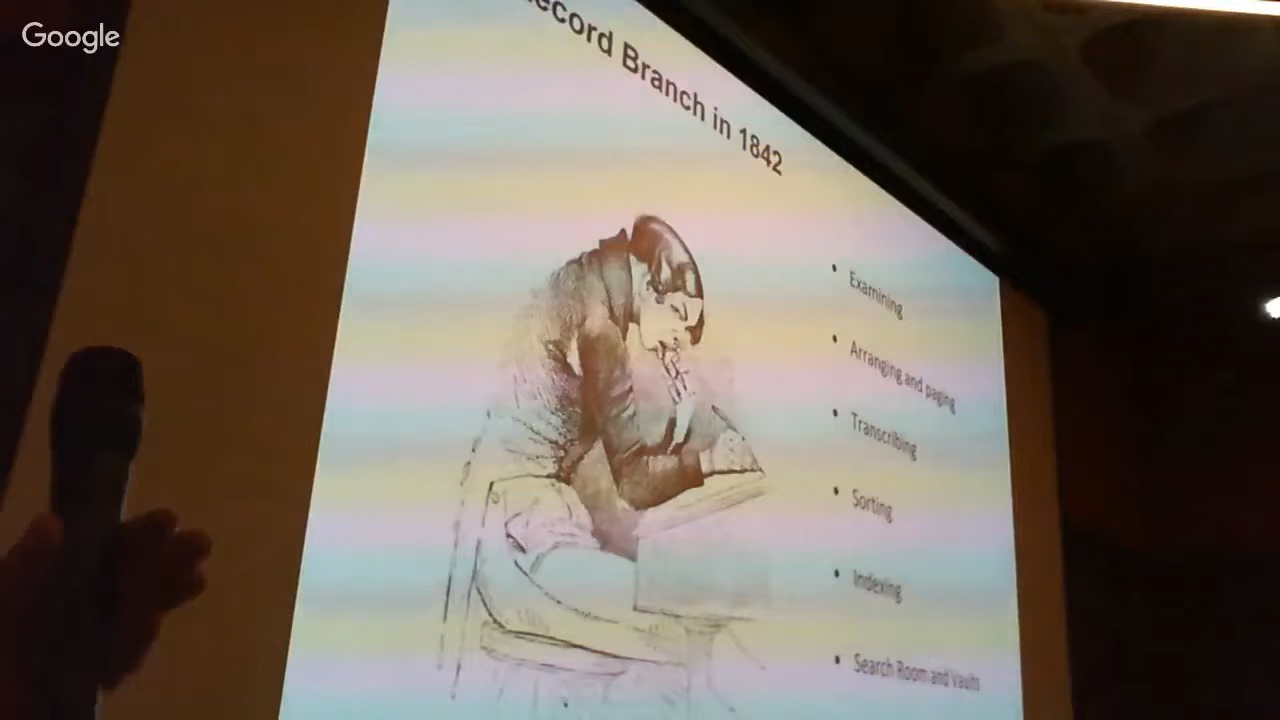 Google
ecord Branch in 1842
• Examining
• Arranging and paging
• Transcribing
• Sorting
• Indexing
• Search Room and Vaults